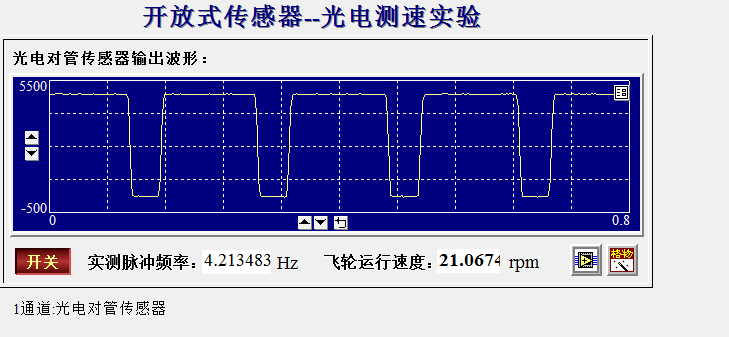 开放式传感器--光电测速实验
光电对管传感器输出波形：
5500
-500
0 0.8
开关 实测脉冲频率： 4.213483 Hz 飞轮运行速度： 21.0674 rpm 格物
1通道:光电对管传感器